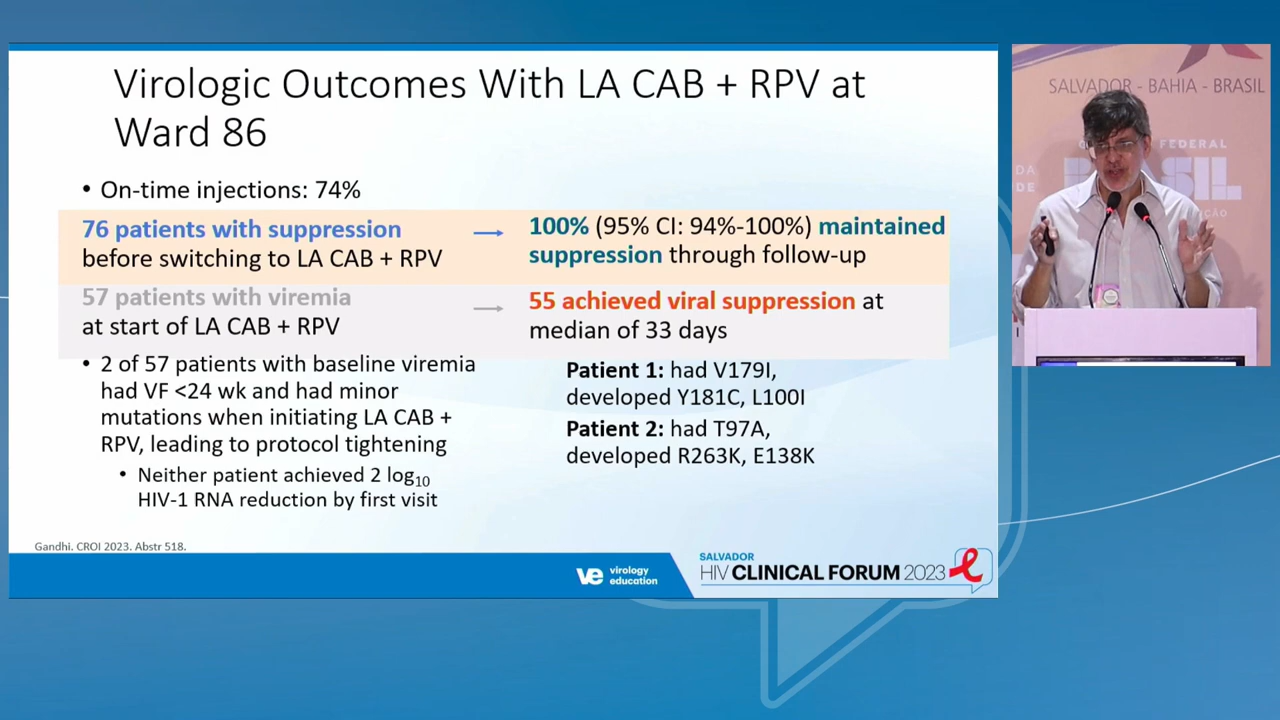 Virologic Outcomes With LA CAB + RPV at
Ward 86
• On-time injections: 74%
76 patients with suppression
before switching to LA CAB + RPV
→
100% (95% CI: 94%-100%) maintained
suppression through follow-up
57 patients with viremia
at start of LA CAB + RPV
→
55 achieved viral suppression at
median of 33 days
• 2 of 57 patients with baseline viremia
had VF <24 wk and had minor
mutations when initiating LA CAB +
RPV, leading to protocol tightening
• Neither patient achieved 2 log10
HIV-1 RNA reduction by first visit
Patient 1: had V179I,
developed Y181C, L100I
Patient 2: had T97A,
developed R263K, E138K
Gandhi. CROI 2023. Abstr 518.
ve virology
education
SALVADOR
HIV CLINICAL FORUM 2023
SALVADOR - BAHIA - BRASIL
FEDERAL